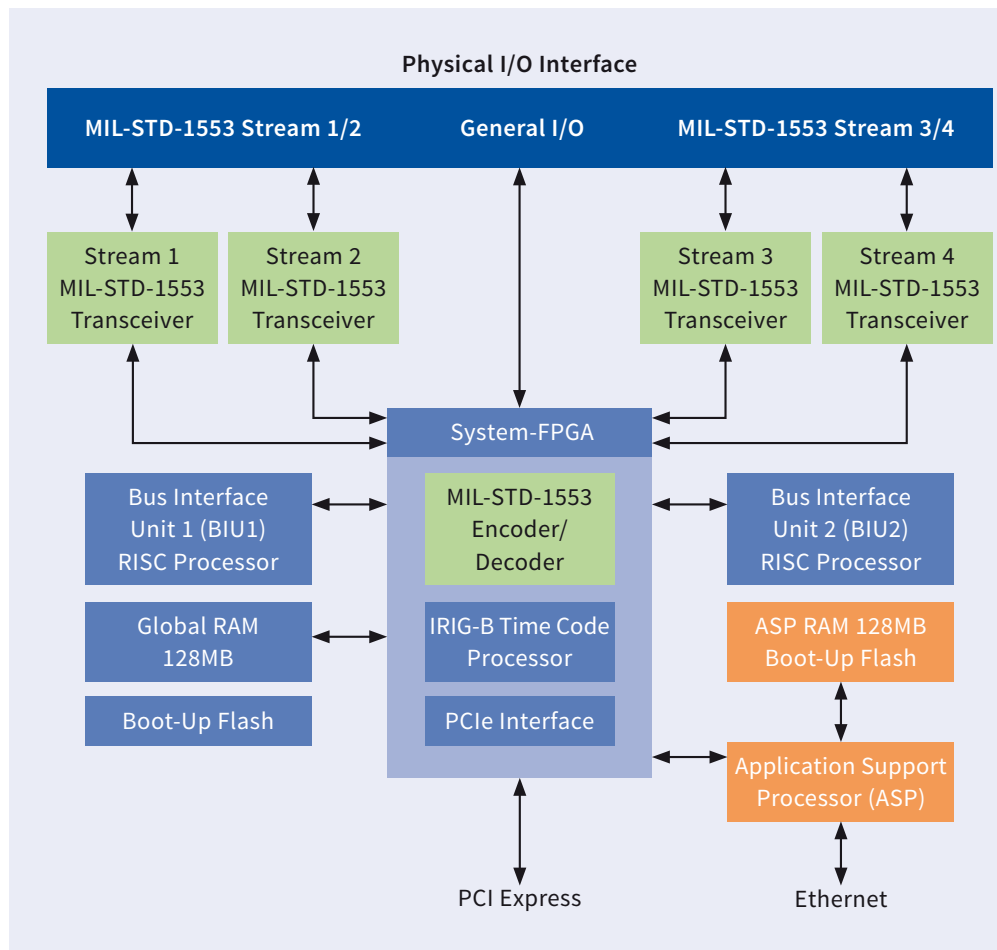 Physical I/O Interface
MIL-STD-1553 Stream 1/2
General I/O
MIL-STD-1553 Stream 3/4
Stream 1
MIL-STD-1553
Transceiver
Stream 2
MIL-STD-1553
Transceiver
Stream 3
MIL-STD-1553
Transceiver
Stream 4
MIL-STD-1553
Transceiver
System-FPGA
Bus Interface
Unit 1 (BIU1)
RISC Processor
MIL-STD-1553
Encoder/
Decoder
Bus Interface
Unit 2 (BIU2)
RISC Processor
Global RAM
128MB
IRIG-B Time Code
Processor
ASP RAM 128MB
Boot-Up Flash
Boot-Up Flash
PCIe Interface
Application Support
Processor (ASP)
PCI Express
Ethernet